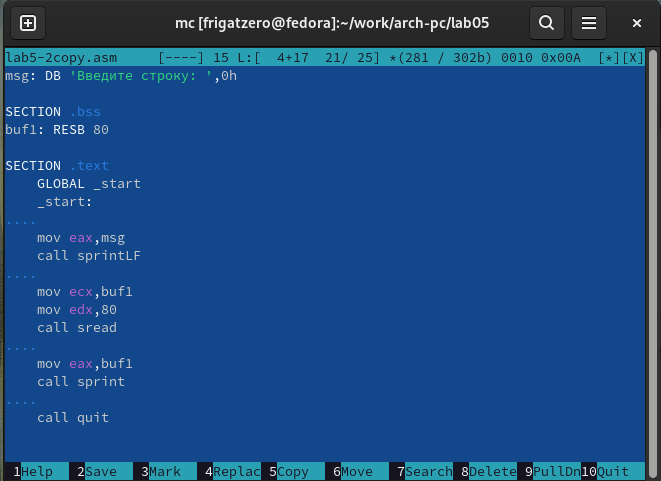 mc [frigatzero@fedora]:~/work/arch-pc/lab05
lab5-2copy.asm [----] 15 L:[ 4+17 21/ 25] *(281 / 302b) 0010 0x00A [*][X]
msg: DB 'Введите строку: ',0h
SECTION .bss
buf1: RESB 80
SECTION .text
GLOBAL _start
_start:
....
mov eax,msg
call sprintLF
....
mov ecx,buf1
mov edx,80
call sread
....
mov eax,buf1
call sprint
....
call quit
1Help 2Save 3Mark 4Replac 5Copy 6Move 7Search 8Delete 9PullDn 10Quit